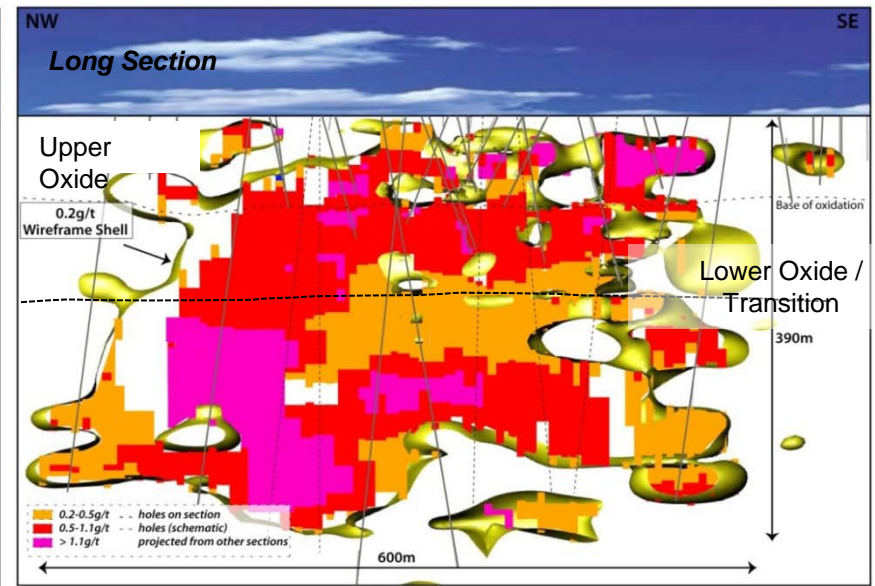 NW
SE
Long Section
Upper
Oxide
0.2g/t
Wireframe Shell
Base of oxidation
Lower Oxide /
Transition
390m
0.2-0.5g/t
holes on section
0.5-1.1g/t
holes (schematic)
> 1.1g/t
projected from other sections
600m